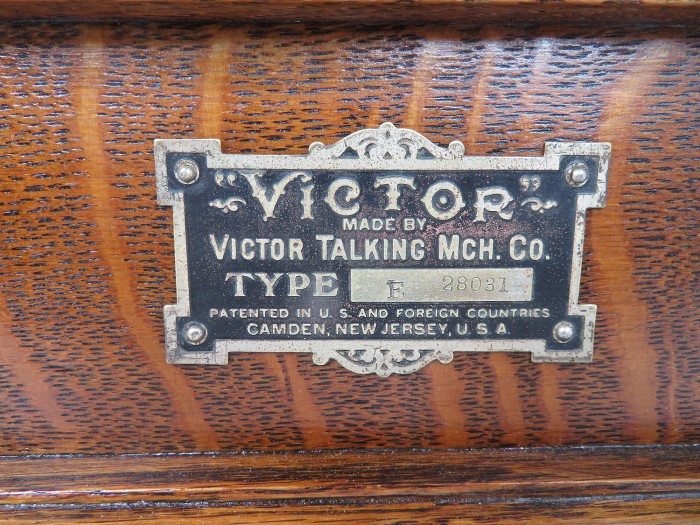 "VICTOR"
MADE BY
VICTOR TALKING MCH. CO.
TYPE E 28031
PATENTED IN U. S. AND FOREIGN COUNTRIES
CAMDEN, NEW JERSEY, U. S. A.